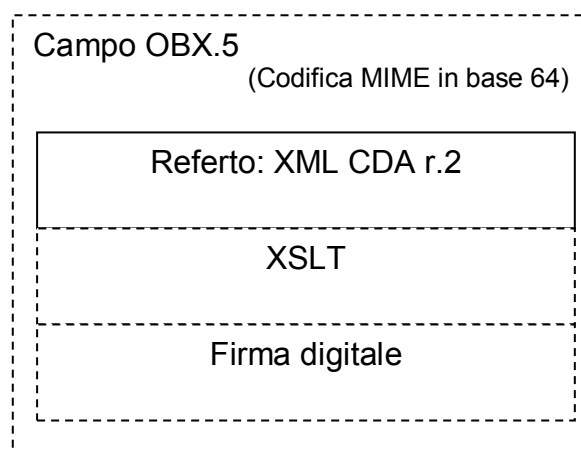 Campo OBX.5
(Codifica MIME in base 64)
Referto: XML CDA r.2
XSLT
Firma digitale